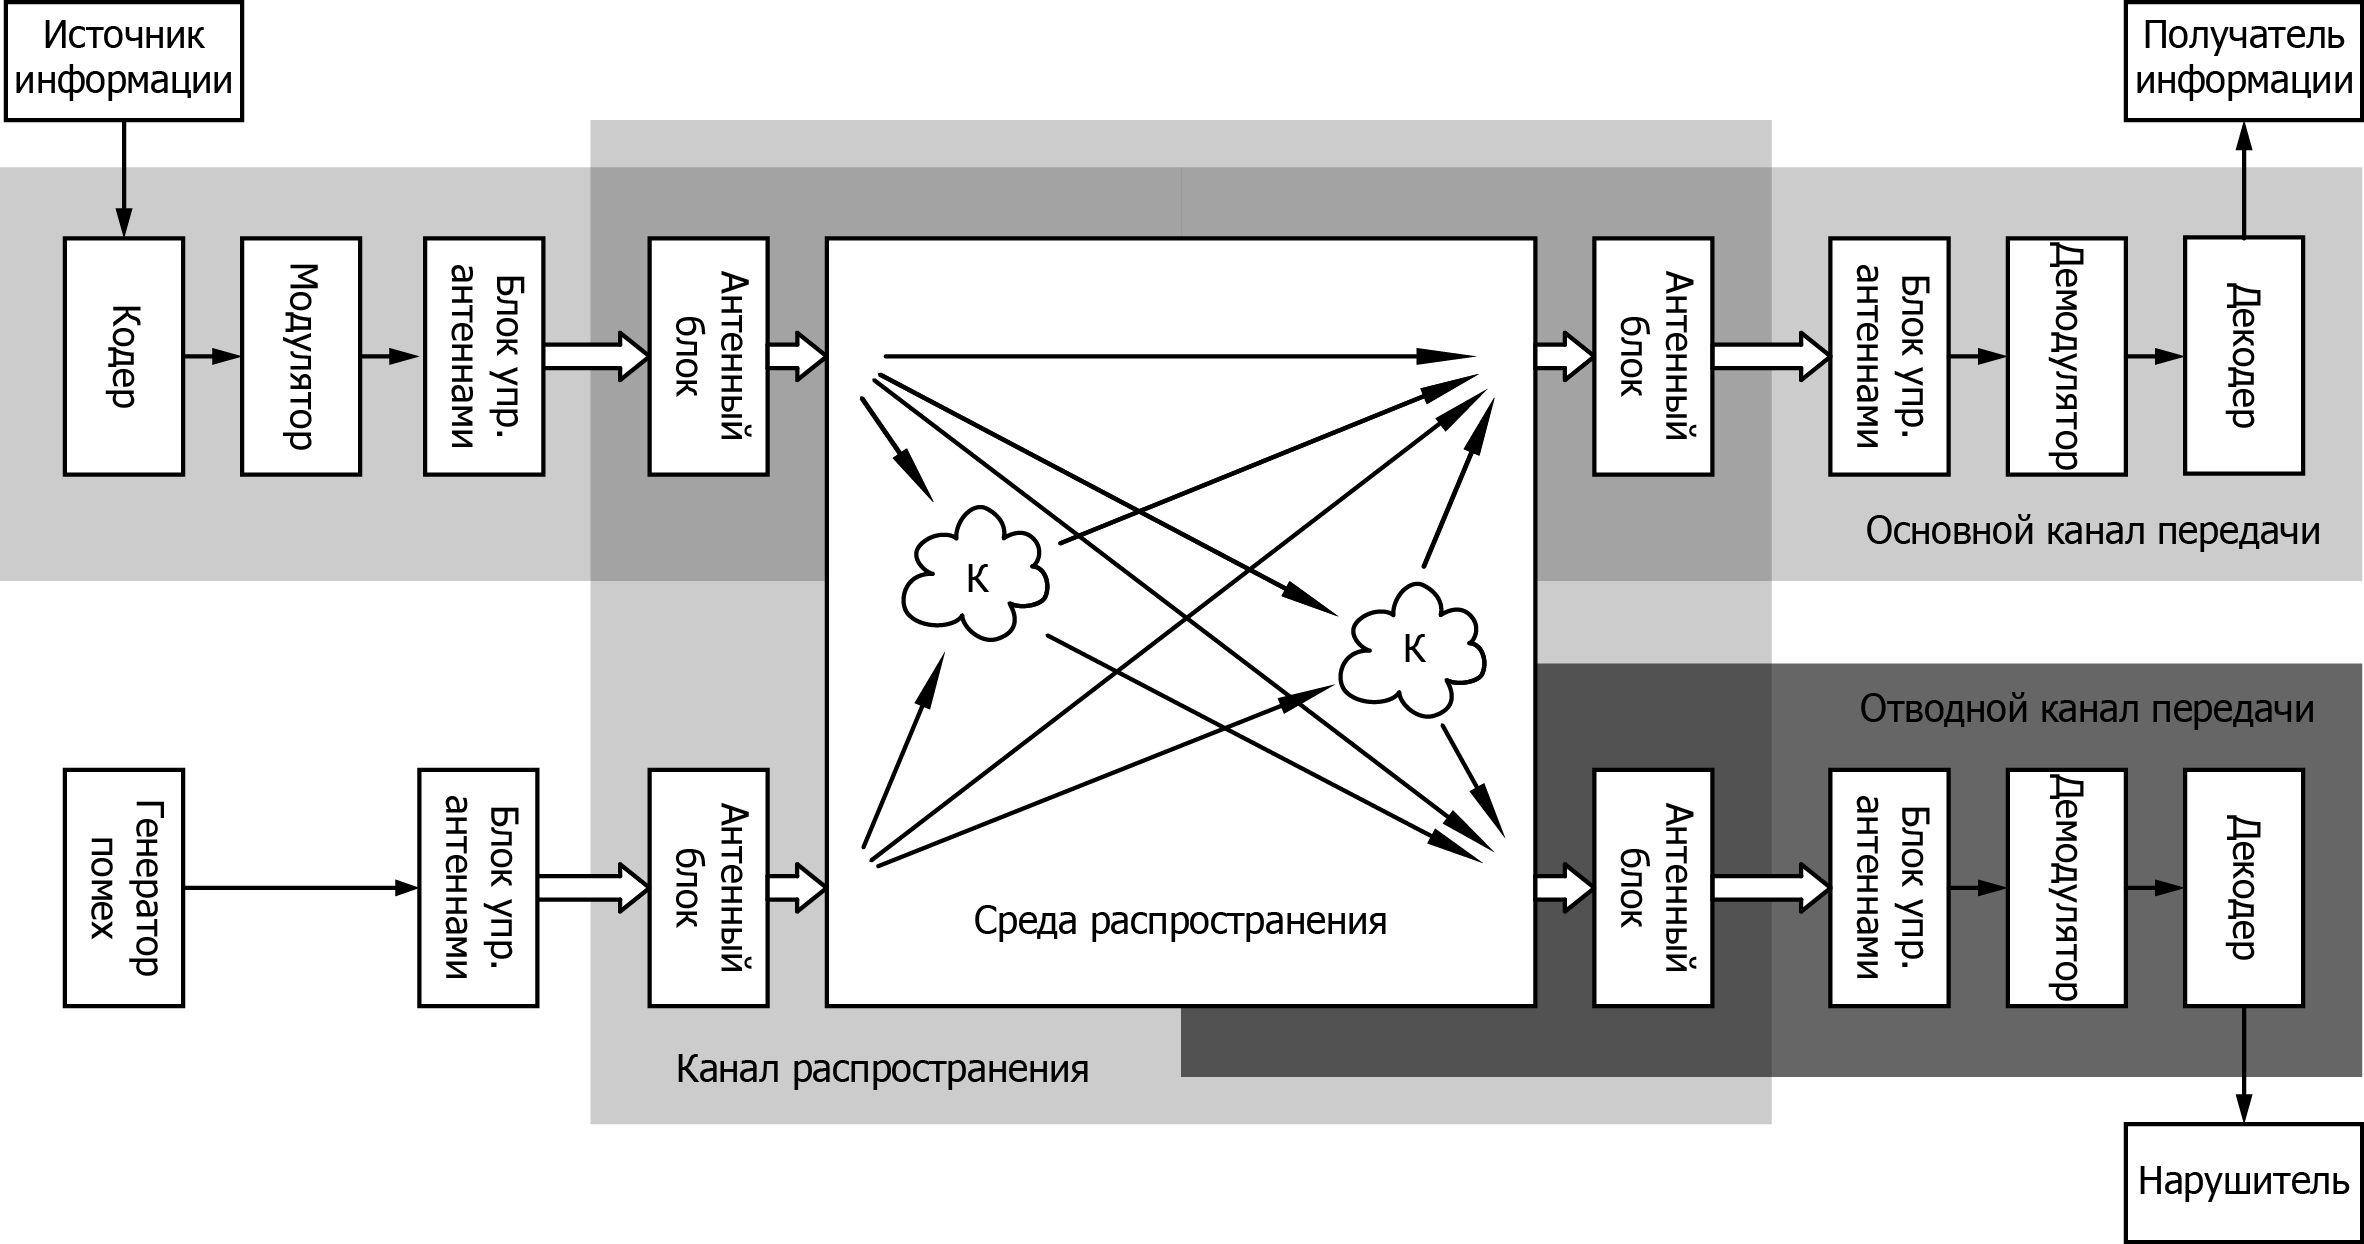 Источник
информации
Получатель
информации
Кодер
Модулятор
Блок упр.
антеннами
Антенный
блок
Антенный
блок
Блок упр.
антеннами
Демодулятор
Декодер
Основной канал передачи
К
К
Отводной канал передачи
Генератор
помех
Блок упр.
антеннами
Антенный
блок
Среда распространения
Антенный
блок
Блок упр.
антеннами
Демодулятор
Декодер
Канал распространения
Нарушитель